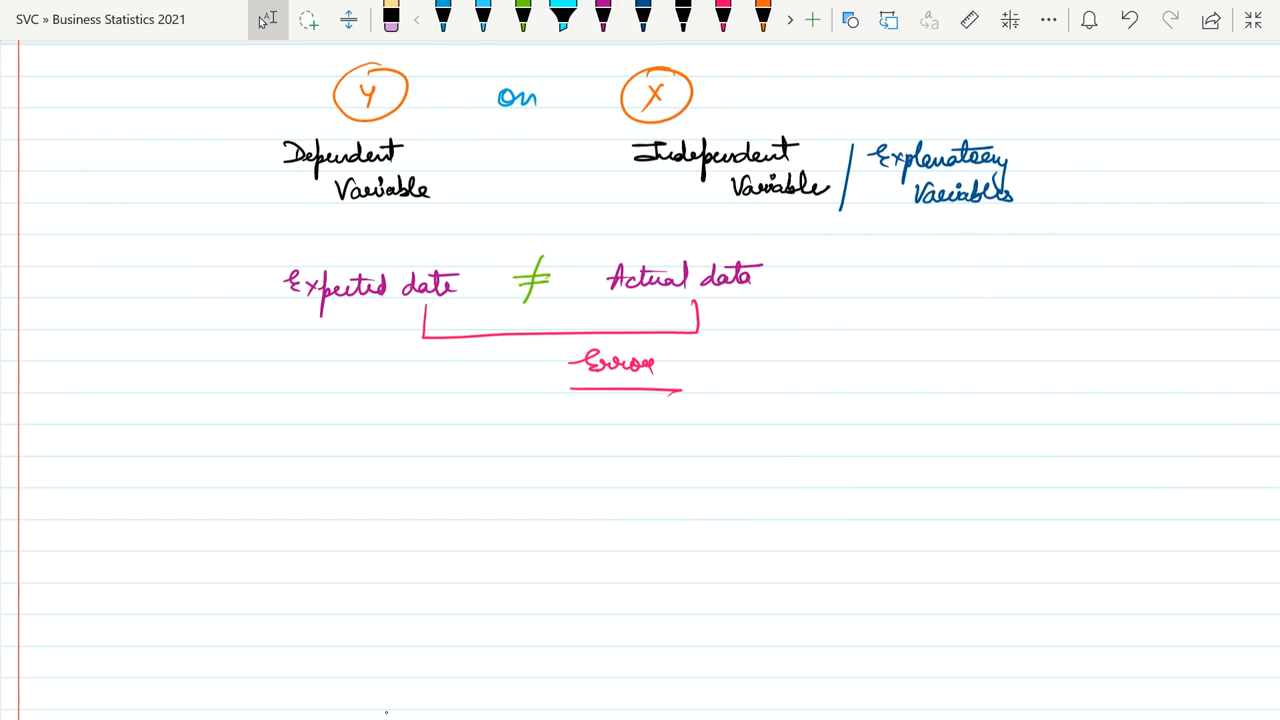 SVC » Business Statistics 2021
Y on X
Dependent Variable
Independent Variable / Explanatory Variables
Expected date ≠ Actual data
Error